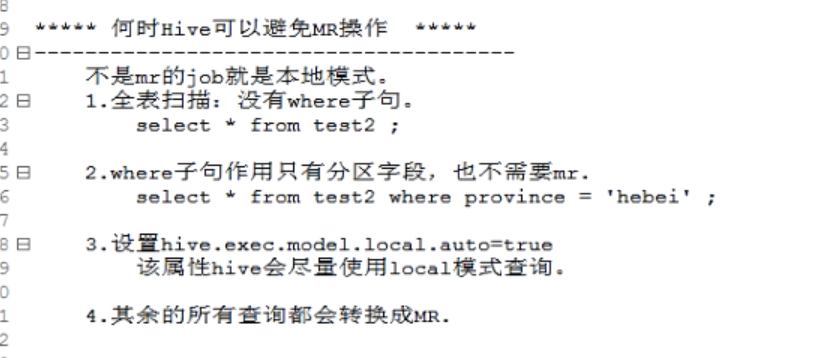 8
9 ***** 何时Hive可以避免MR操作 *****
0 ---------------------------------------
1 不是mr的job就是本地模式。
2 1.全表扫描：没有where子句。
3 select * from test2 ;
4
5 2.where子句作用只有分区字段，也不需要mr.
6 select * from test2 where province = 'hebei' ;
7
8 3.设置hive.exec.model.local.auto=true
9 该属性hive会尽量使用local模式查询。
0
1 4.其余的所有查询都会转换成MR.
2